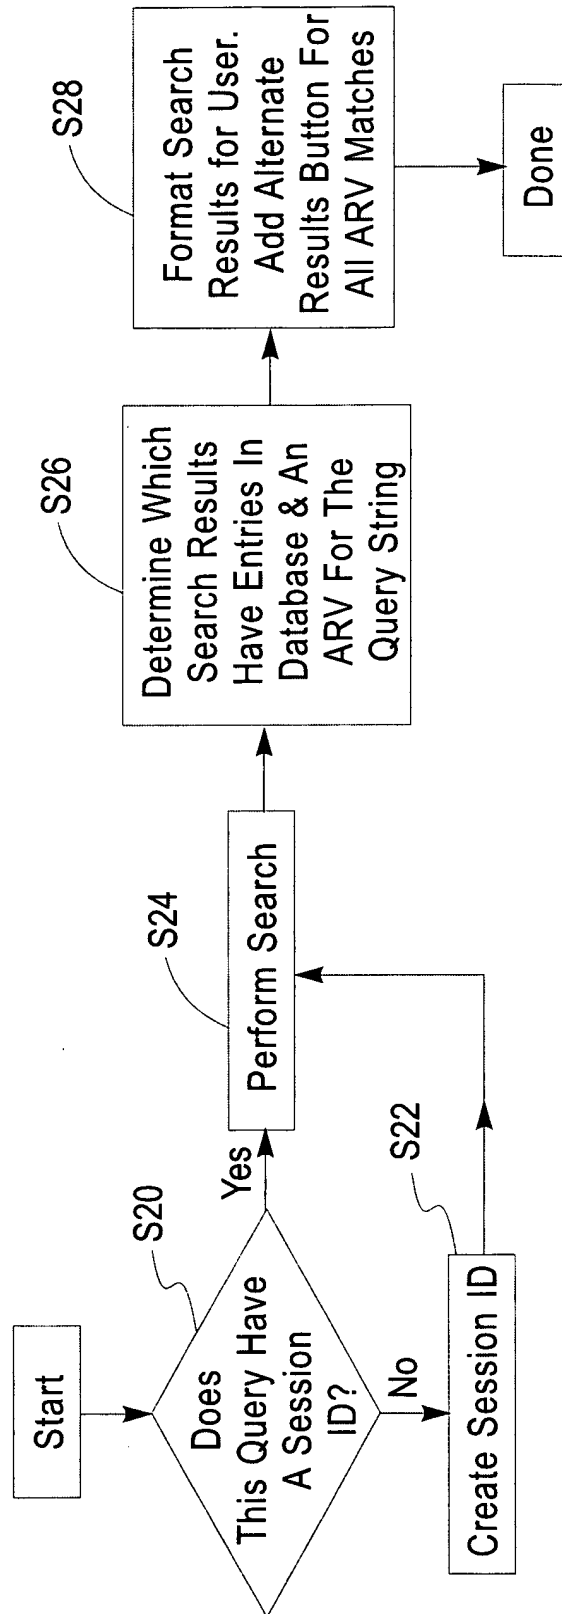 Start
S20
Does
This Query Have
A Session
ID?
Yes
No
S22
Create Session ID
S24
Perform Search
S26
Determine Which
Search Results
Have Entries In
Database & An
ARV For The
Query String
S28
Format Search
Results for User.
Add Alternate
Results Button For
All ARV Matches
Done